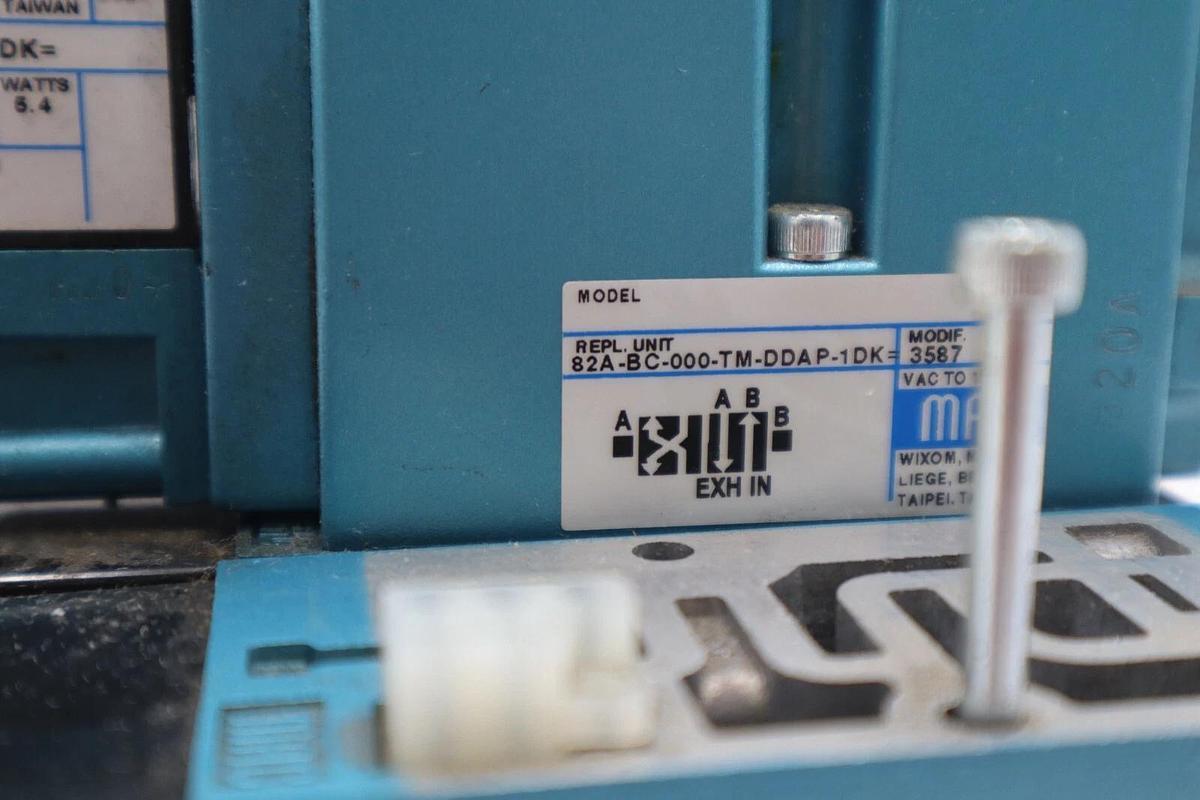 TAIWAN
DK=
WATTS
5.4
MODEL
REPL. UNIT
MODIF.
82A-BC-000-TM-DDAP-1DK=
3587
VAC TO
A B
A
B
EXH IN
WIXOM,
LIEGE,
TAIPEI,
20A